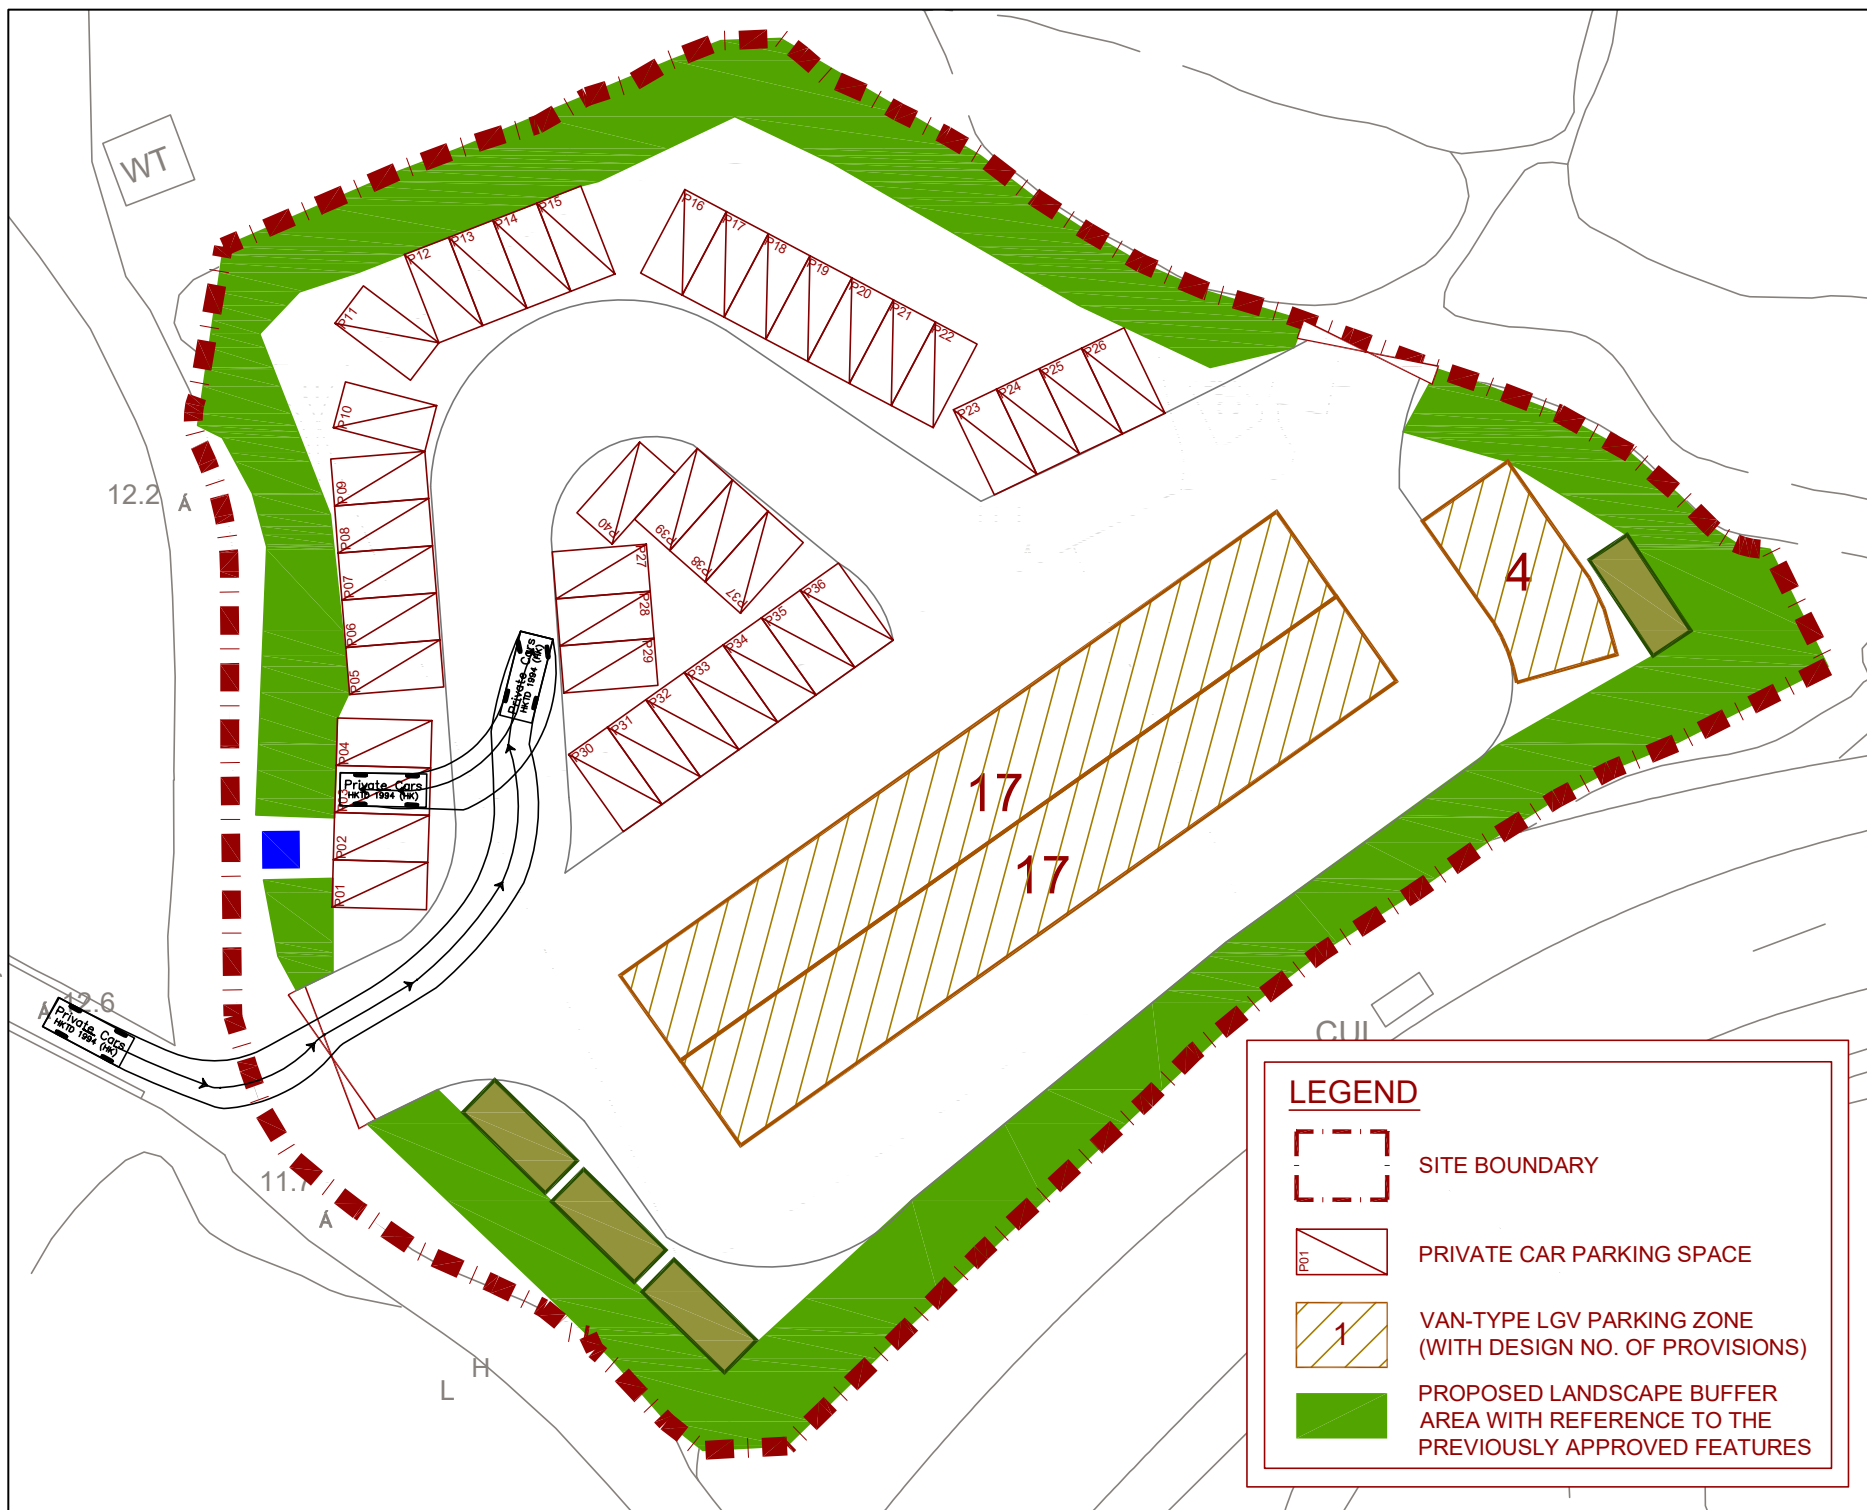 WT
P16
P17
P18
P19
P20
P21
P22
P15
P14
P13
P12
P11
P10
P09
P08
P07
P06
P05
P04
P03
P02
P01
P23
P24
P25
P26
P40
P39
P38
P37
P27
P28
P29
P36
P35
P34
P33
P32
P31
P30
12.2
4
17
17
Private Cars
HKTD 1994 (HK)
Private Cars
HKTD 1994 (HK)
12.6
Private Cars
HKTD 1994 (HK)
11.7
H
L
LEGEND
SITE BOUNDARY
P01
PRIVATE CAR PARKING SPACE
1
VAN-TYPE LGV PARKING ZONE
(WITH DESIGN NO. OF PROVISIONS)
PROPOSED LANDSCAPE BUFFER
AREA WITH REFERENCE TO THE
PREVIOUSLY APPROVED FEATURES